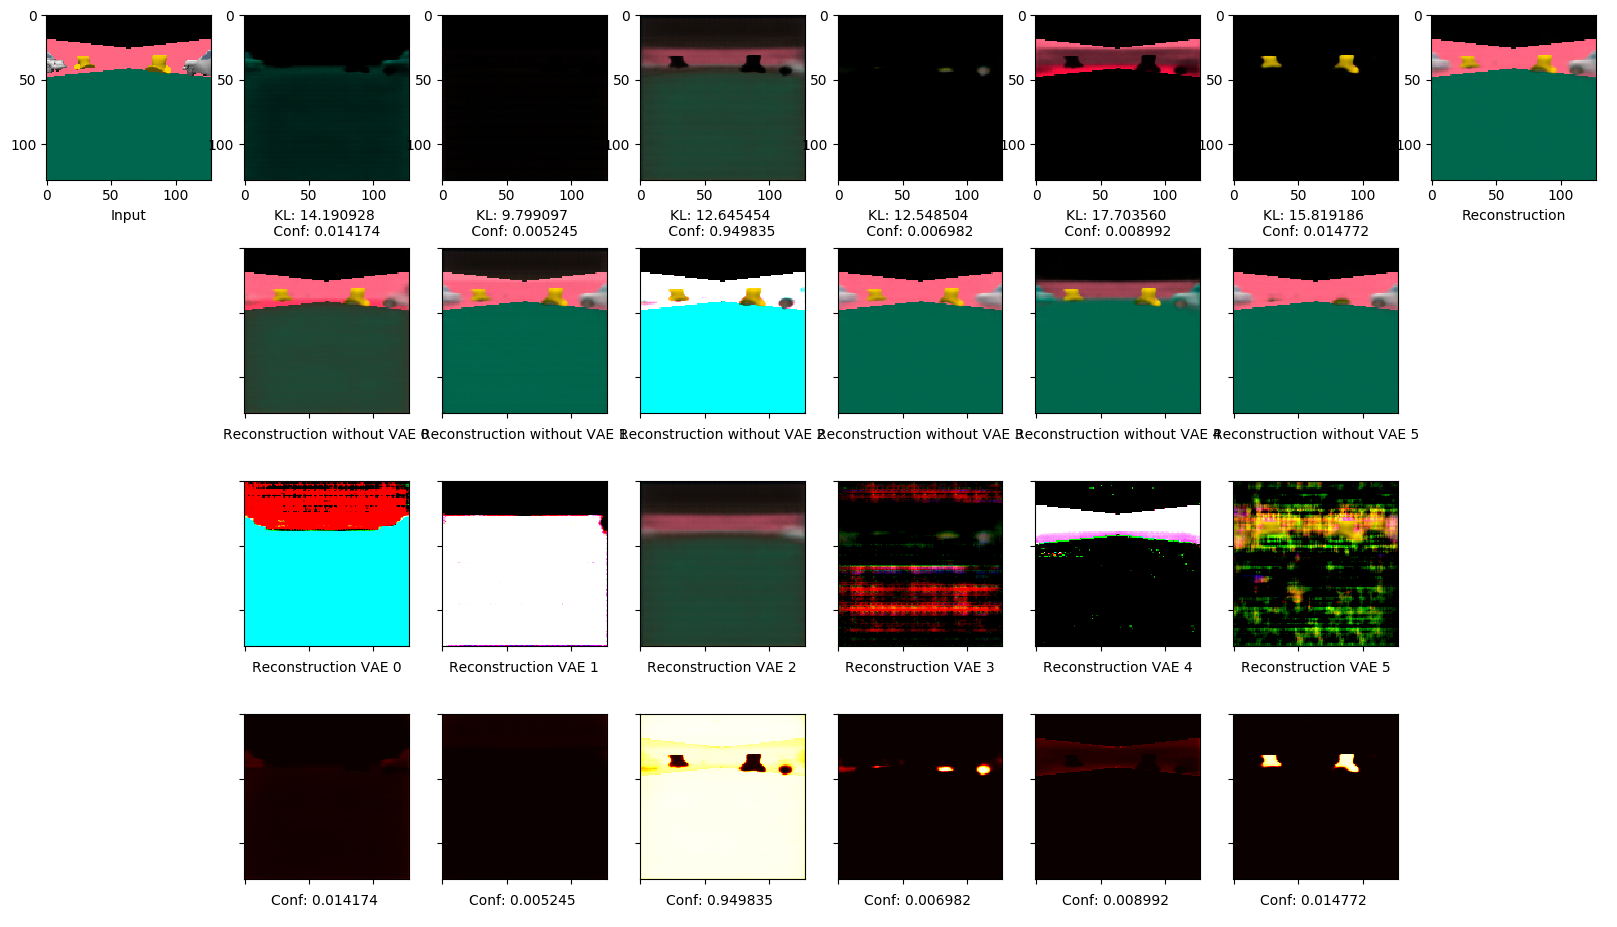 0
0
0
0
0
0
0
0
50
50
50
50
50
50
50
50
100
100
100
100
100
100
100
100
0 50 100
0 50 100
0 50 100
0 50 100
0 50 100
0 50 100
0 50 100
0 50 100
Input
KL: 14.190928
Conf: 0.014174
KL: 9.799097
Conf: 0.005245
KL: 12.645454
Conf: 0.949835
KL: 12.548504
Conf: 0.006982
KL: 17.703560
Conf: 0.008992
KL: 15.819186
Conf: 0.014772
Reconstruction
Reconstruction without VAE 0
Reconstruction without VAE 1
Reconstruction without VAE 2
Reconstruction without VAE 3
Reconstruction without VAE 4
Reconstruction without VAE 5
Reconstruction VAE 0
Reconstruction VAE 1
Reconstruction VAE 2
Reconstruction VAE 3
Reconstruction VAE 4
Reconstruction VAE 5
Conf: 0.014174
Conf: 0.005245
Conf: 0.949835
Conf: 0.006982
Conf: 0.008992
Conf: 0.014772